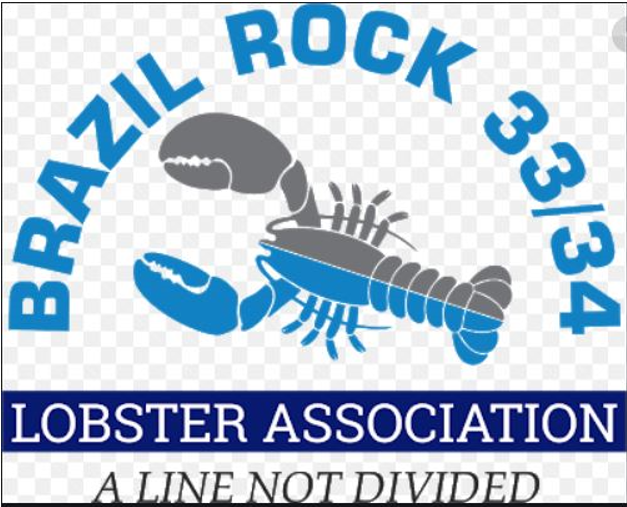 BRAZIL ROCK 33/34
LOBSTER ASSOCIATION
A LINE NOT DIVIDED